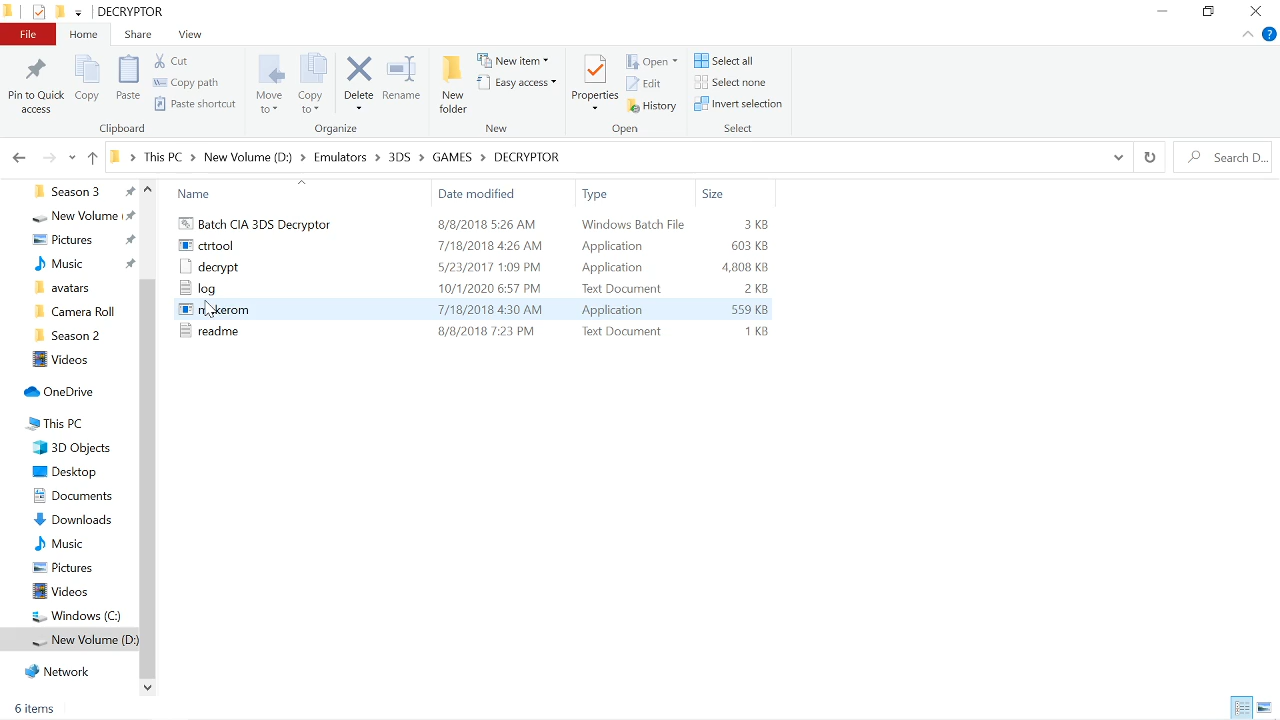 DECRYPTOR
File Home Share View
Pin to Quick access
Copy
Paste
Cut
Copy path
Paste shortcut
Clipboard
Move to
Copy to
Delete
Rename
Organize
New folder
New item
Easy access
New
Properties
Open
Edit
History
Open
Select all
Select none
Invert selection
Select
This PC > New Volume (D:) > Emulators > 3DS > GAMES > DECRYPTOR
Search D...
Season 3
New Volume (
Pictures
Music
avatars
Camera Roll
Season 2
Videos
OneDrive
This PC
3D Objects
Desktop
Documents
Downloads
Music
Pictures
Videos
Windows (C:)
New Volume (D:)
Network
Name Date modified Type Size
Batch CIA 3DS Decryptor 8/8/2018 5:26 AM Windows Batch File 3 KB
ctrtool 7/18/2018 4:26 AM Application 603 KB
decrypt 5/23/2017 1:09 PM Application 4,808 KB
log 10/1/2020 6:57 PM Text Document 2 KB
makerom 7/18/2018 4:30 AM Application 559 KB
readme 8/8/2018 7:23 PM Text Document 1 KB
6 items